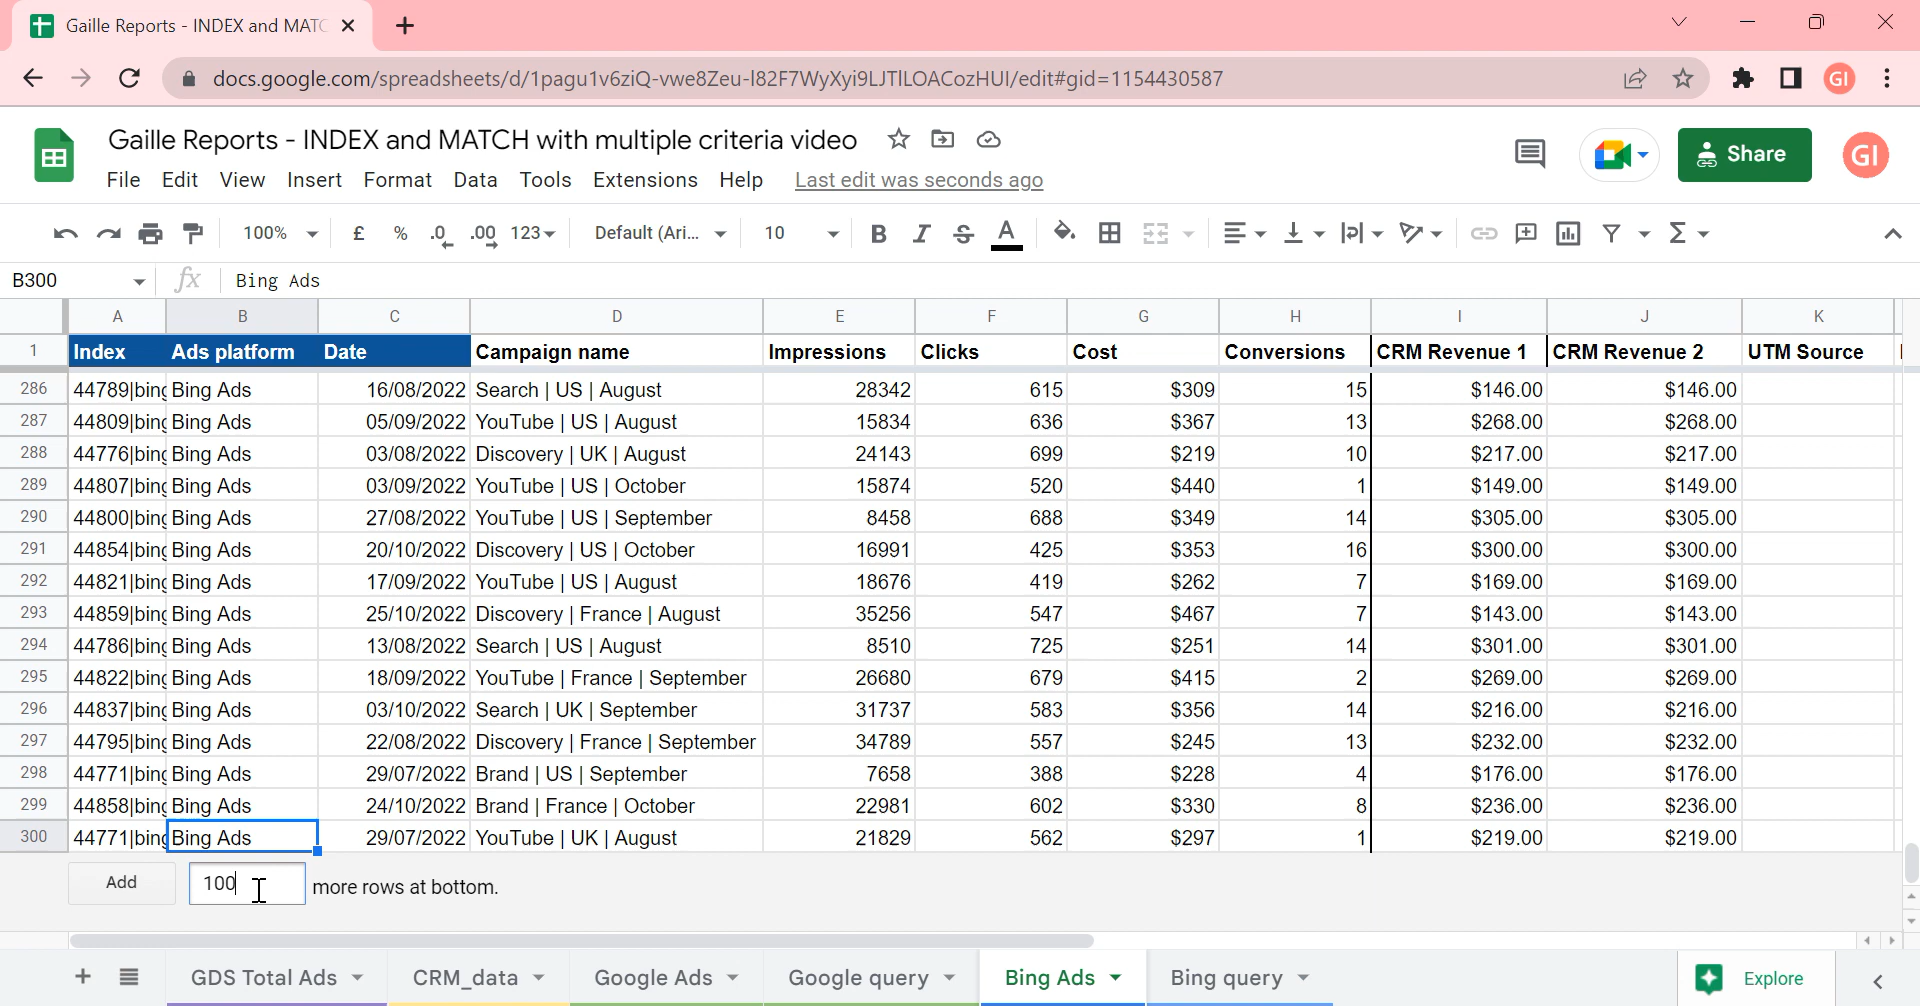 Gaille Reports - INDEX and MATC
docs.google.com/spreadsheets/d/1pagu1v6ziQ-vwe8Zeu-I82F7WyXyi9LJTlLOACozHUI/edit#gid=1154430587
GI
Gaille Reports - INDEX and MATCH with multiple criteria video
Share
GI
File Edit View Insert Format Data Tools Extensions Help Last edit was seconds ago
100% £ % .0 .00 123 Default (Ari... 10 B I S A
B300 fx Bing Ads
A B C D E F G H I J K
1 Index Ads platform Date Campaign name Impressions Clicks Cost Conversions CRM Revenue 1 CRM Revenue 2 UTM Source
286 44789|bing Bing Ads 16/08/2022 Search | US | August 28342 615 $309 15 $146.00 $146.00
287 44809|bing Bing Ads 05/09/2022 YouTube | US | August 15834 636 $367 13 $268.00 $268.00
288 44776|bing Bing Ads 03/08/2022 Discovery | UK | August 24143 699 $219 10 $217.00 $217.00
289 44807|bing Bing Ads 03/09/2022 YouTube | US | October 15874 520 $440 1 $149.00 $149.00
290 44800|bing Bing Ads 27/08/2022 YouTube | US | September 8458 688 $349 14 $305.00 $305.00
291 44854|bing Bing Ads 20/10/2022 Discovery | US | October 16991 425 $353 16 $300.00 $300.00
292 44821|bing Bing Ads 17/09/2022 YouTube | US | August 18676 419 $262 7 $169.00 $169.00
293 44859|bing Bing Ads 25/10/2022 Discovery | France | August 35256 547 $467 7 $143.00 $143.00
294 44786|bing Bing Ads 13/08/2022 Search | US | August 8510 725 $251 14 $301.00 $301.00
295 44822|bing Bing Ads 18/09/2022 YouTube | France | September 26680 679 $415 2 $269.00 $269.00
296 44837|bing Bing Ads 03/10/2022 Search | UK | September 31737 583 $356 14 $216.00 $216.00
297 44795|bing Bing Ads 22/08/2022 Discovery | France | September 34789 557 $245 13 $232.00 $232.00
298 44771|bing Bing Ads 29/07/2022 Brand | US | September 7658 388 $228 4 $176.00 $176.00
299 44858|bing Bing Ads 24/10/2022 Brand | France | October 22981 602 $330 8 $236.00 $236.00
300 44771|bing Bing Ads 29/07/2022 YouTube | UK | August 21829 562 $297 1 $219.00 $219.00
Add 100 more rows at bottom.
GDS Total Ads CRM_data Google Ads Google query Bing Ads Bing query Explore